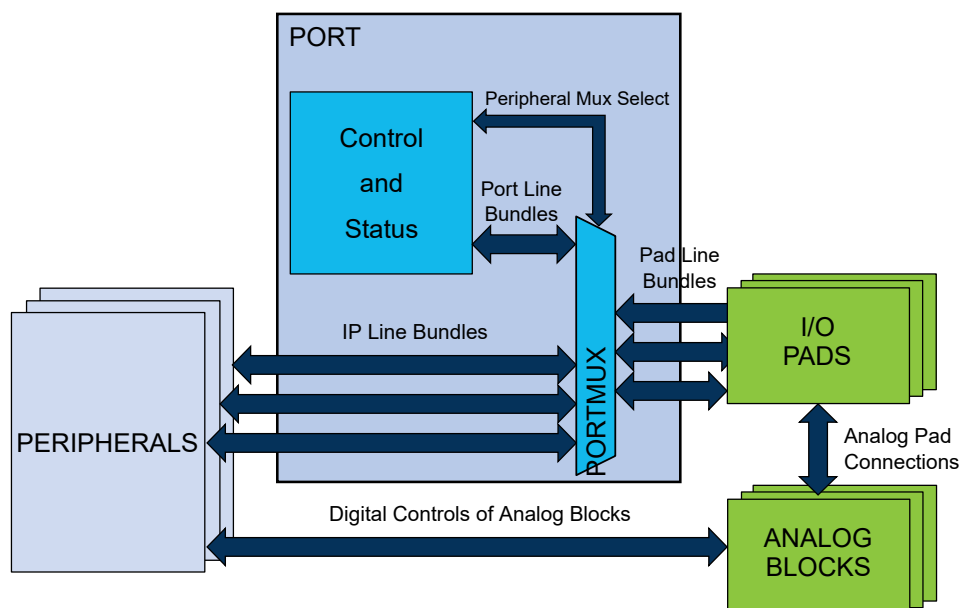 PORT
Peripheral Mux Select
Control
and
Status
Port Line
Bundles
Pad Line
Bundles
I/O
PADS
IP Line Bundles
PORTMUX
PERIPHERALS
Analog Pad
Connections
Digital Controls of Analog Blocks
ANALOG
BLOCKS